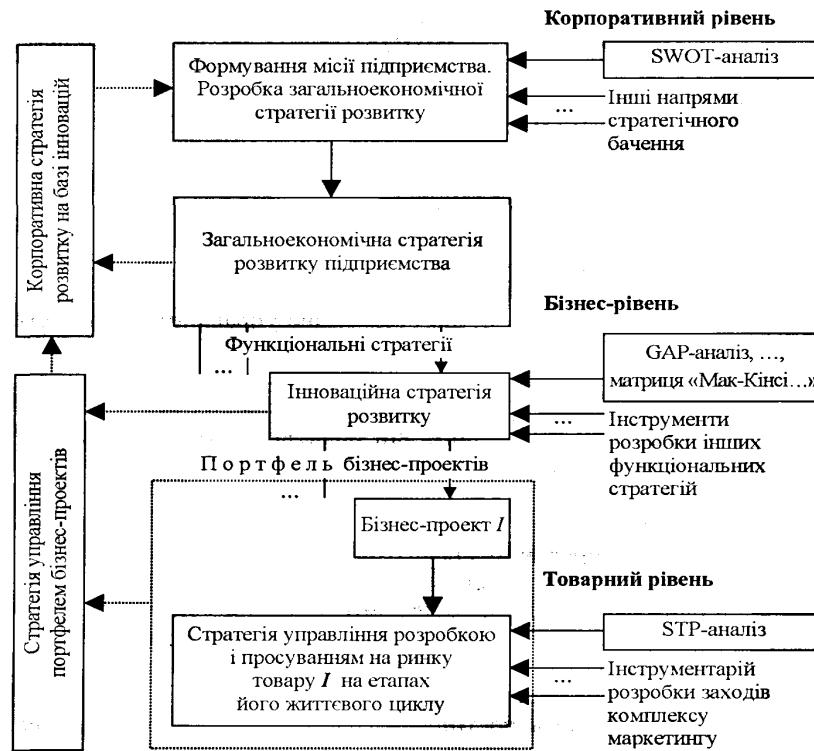 Корпоративний рівень
Формування місії підприємства.
Розробка загальноекономічної
стратегії розвитку
SWOT-аналіз
...
Інші напрями
стратегічного
бачення
Корпоративна стратегія
розвитку на базі інновацій
Загальноекономічна стратегія
розвитку підприємства
Бізнес-рівень
Функціональні стратегії
...
GAP-аналіз, ...,
матриця «Мак-Кінсі...»
Інноваційна стратегія
розвитку
...
Інструменти
розробки інших
функціональних
стратегій
Портфель бізнес-проектів
...
Стратегія управління
портфелем бізнес-проектів
Бізнес-проект I
Товарний рівень
Стратегія управління розробкою
і просуванням на ринку
товару I на етапах
його життєвого циклу
STP-аналіз
...
Інструментарій
розробки заходів
комплексу
маркетингу